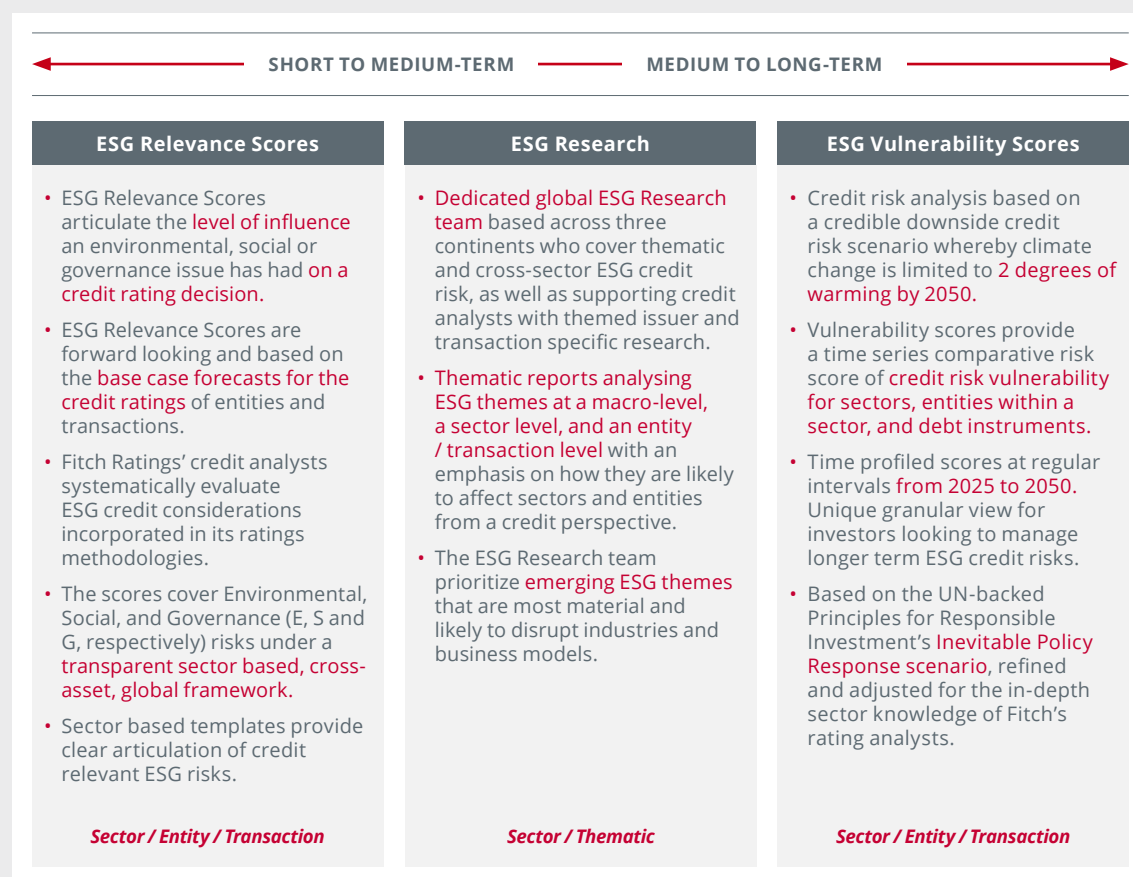 SHORT TO MEDIUM-TERM
MEDIUM TO LONG-TERM
ESG Relevance Scores
• ESG Relevance Scores
articulate the level of influence
an environmental, social or
governance issue has had on a
credit rating decision.
• ESG Relevance Scores are
forward looking and based on
the base case forecasts for the
credit ratings of entities and
transactions.
• Fitch Ratings’ credit analysts
systematically evaluate
ESG credit considerations
incorporated in its ratings
methodologies.
• The scores cover Environmental,
Social, and Governance (E, S and
G, respectively) risks under a
transparent sector based, cross-
asset, global framework.
• Sector based templates provide
clear articulation of credit
relevant ESG risks.
Sector / Entity / Transaction
ESG Research
• Dedicated global ESG Research
team based across three
continents who cover thematic
and cross-sector ESG credit
risk, as well as supporting credit
analysts with themed issuer and
transaction specific research.
• Thematic reports analysing
ESG themes at a macro-level,
a sector level, and an entity
/ transaction level with an
emphasis on how they are likely
to affect sectors and entities
from a credit perspective.
• The ESG Research team
prioritize emerging ESG themes
that are most material and
likely to disrupt industries and
business models.
Sector / Thematic
ESG Vulnerability Scores
• Credit risk analysis based on
a credible downside credit
risk scenario whereby climate
change is limited to 2 degrees of
warming by 2050.
• Vulnerability scores provide
a time series comparative risk
score of credit risk vulnerability
for sectors, entities within a
sector, and debt instruments.
• Time profiled scores at regular
intervals from 2025 to 2050.
Unique granular view for
investors looking to manage
longer term ESG credit risks.
• Based on the UN-backed
Principles for Responsible
Investment’s Inevitable Policy
Response scenario, refined
and adjusted for the in-depth
sector knowledge of Fitch’s
rating analysts.
Sector / Entity / Transaction